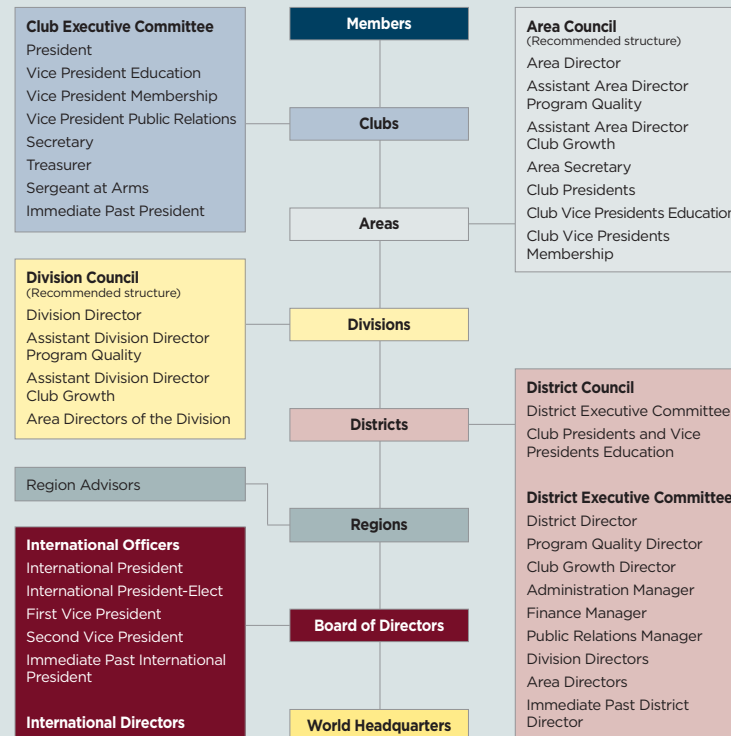 Club Executive Committee
President
Vice President Education
Vice President Membership
Vice President Public Relations
Secretary
Treasurer
Sergeant at Arms
Immediate Past President
Members
Clubs
Areas
Area Council
(Recommended structure)
Area Director
Assistant Area Director
Program Quality
Assistant Area Director
Club Growth
Area Secretary
Club Presidents
Club Vice Presidents Education
Club Vice Presidents
Membership
Division Council
(Recommended structure)
Division Director
Assistant Division Director
Program Quality
Assistant Division Director
Club Growth
Area Directors of the Division
Divisions
Districts
District Council
District Executive Committee
Club Presidents and Vice
Presidents Education
District Executive Committee
District Director
Program Quality Director
Club Growth Director
Administration Manager
Finance Manager
Public Relations Manager
Division Directors
Area Directors
Immediate Past District
Director
Region Advisors
Regions
International Officers
International President
International President-Elect
First Vice President
Second Vice President
Immediate Past International
President
International Directors
Board of Directors
World Headquarters